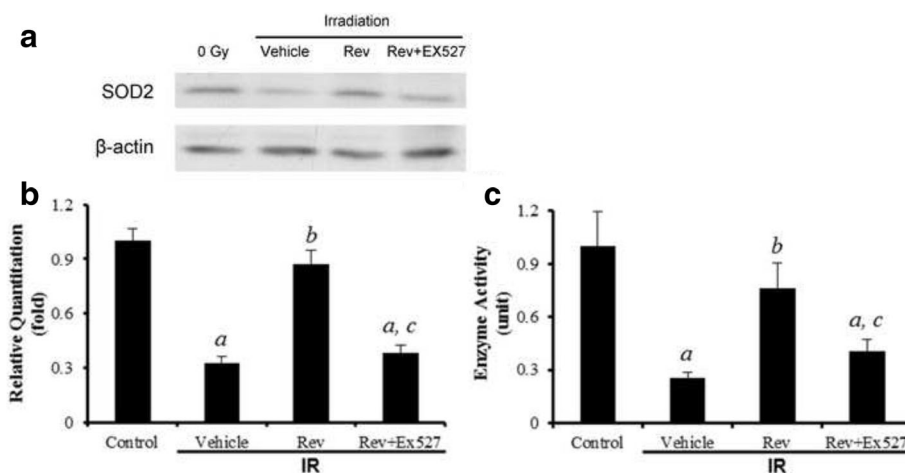 a
Irradiation
0 Gy Vehicle Rev Rev+EX527
SOD2
β-actin
b
Relative Quantitation
(fold)
1.2
0.9
0.6
0.3
0
a
b
a, c
Control Vehicle Rev Rev+Ex527
IR
c
Enzyme Activity
(unit)
1.2
0.9
0.6
0.3
0
a
b
a, c
Control Vehicle Rev Rev+Ex527
IR